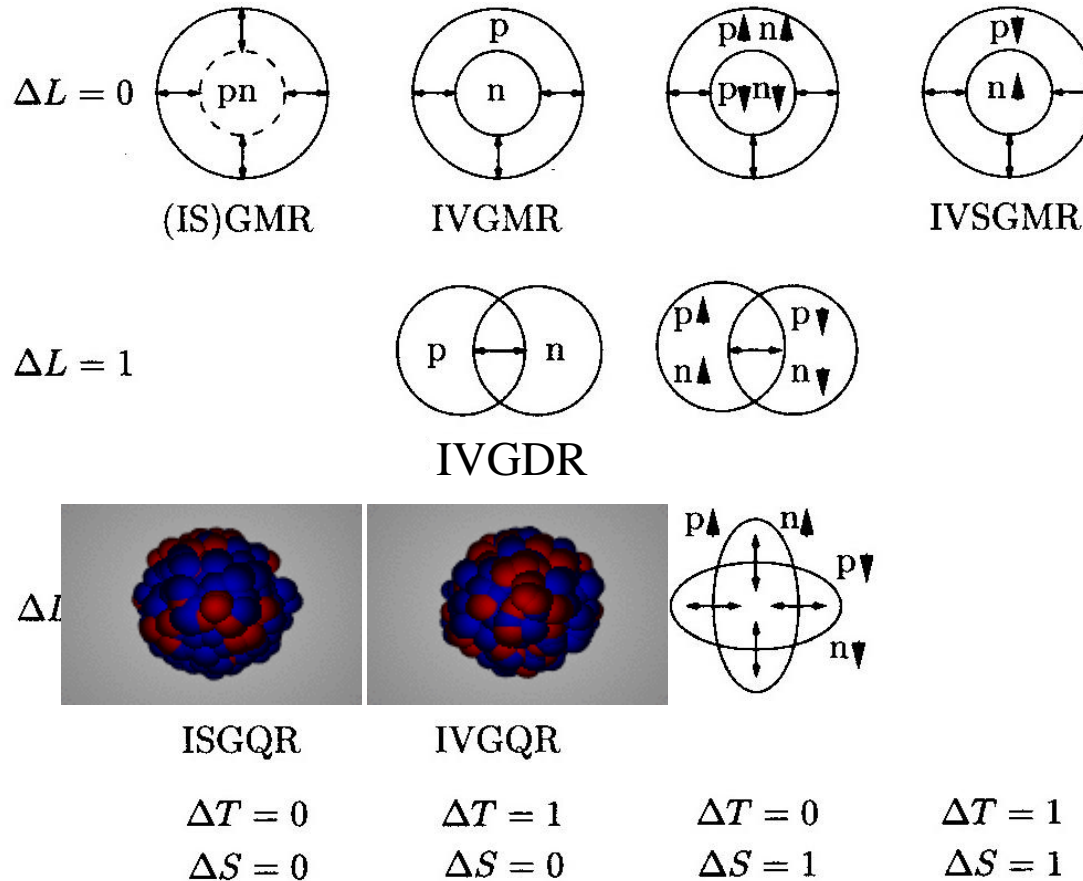 p p▲ n▲ p▼
ΔL = 0 pn n p▼ n▼ n▲
(IS)GMR IVGMR IVSGMR
p▲ p▼
ΔL = 1 p n
n▲ n▼
IVGDR
p▲ n▲
p▼
ΔL
n▼
ISGQR IVGQR
ΔT = 0 ΔT = 1 ΔT = 0 ΔT = 1
ΔS = 0 ΔS = 0 ΔS = 1 ΔS = 1